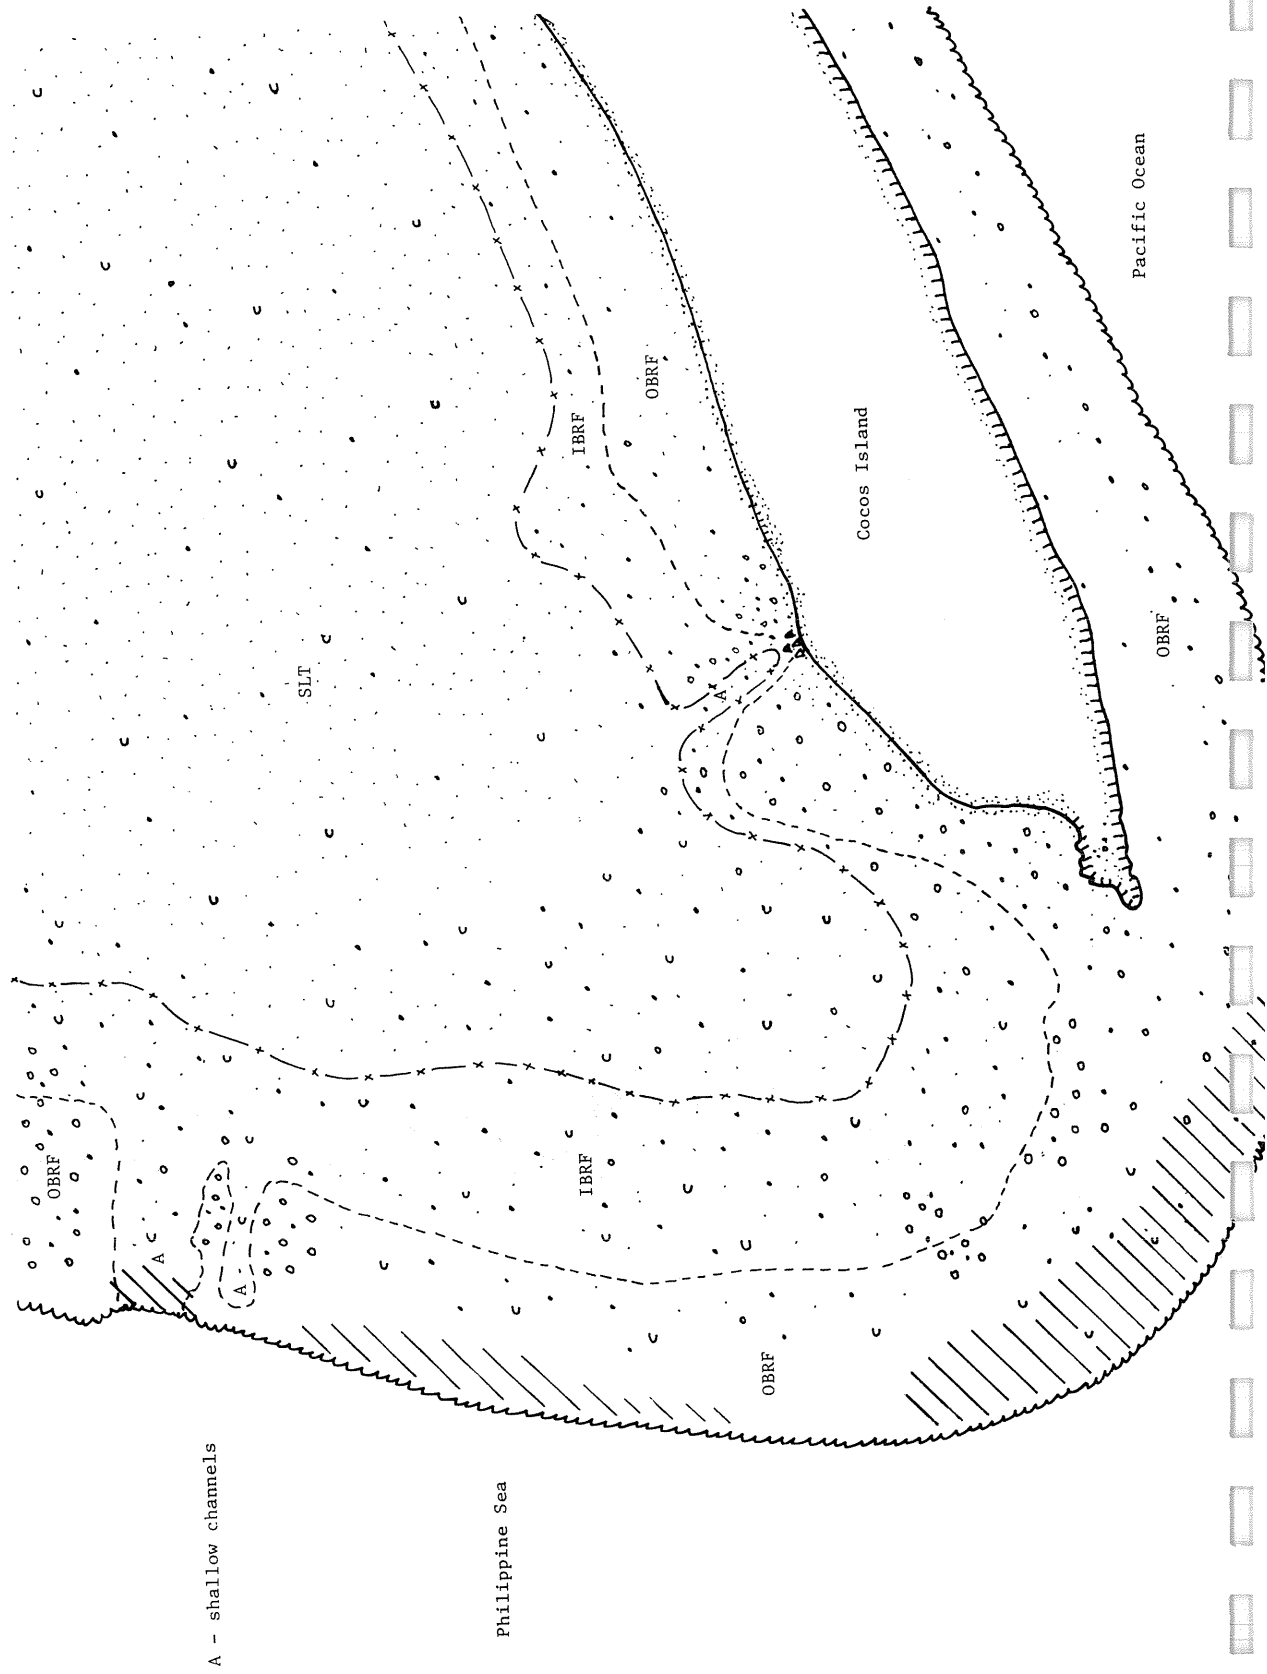 OBRF
A
A - shallow channels
A
SLT
Philippine Sea
IBRF
IBRF
OBRF
A
OBRF
Cocos Island
Pacific Ocean
OBRF